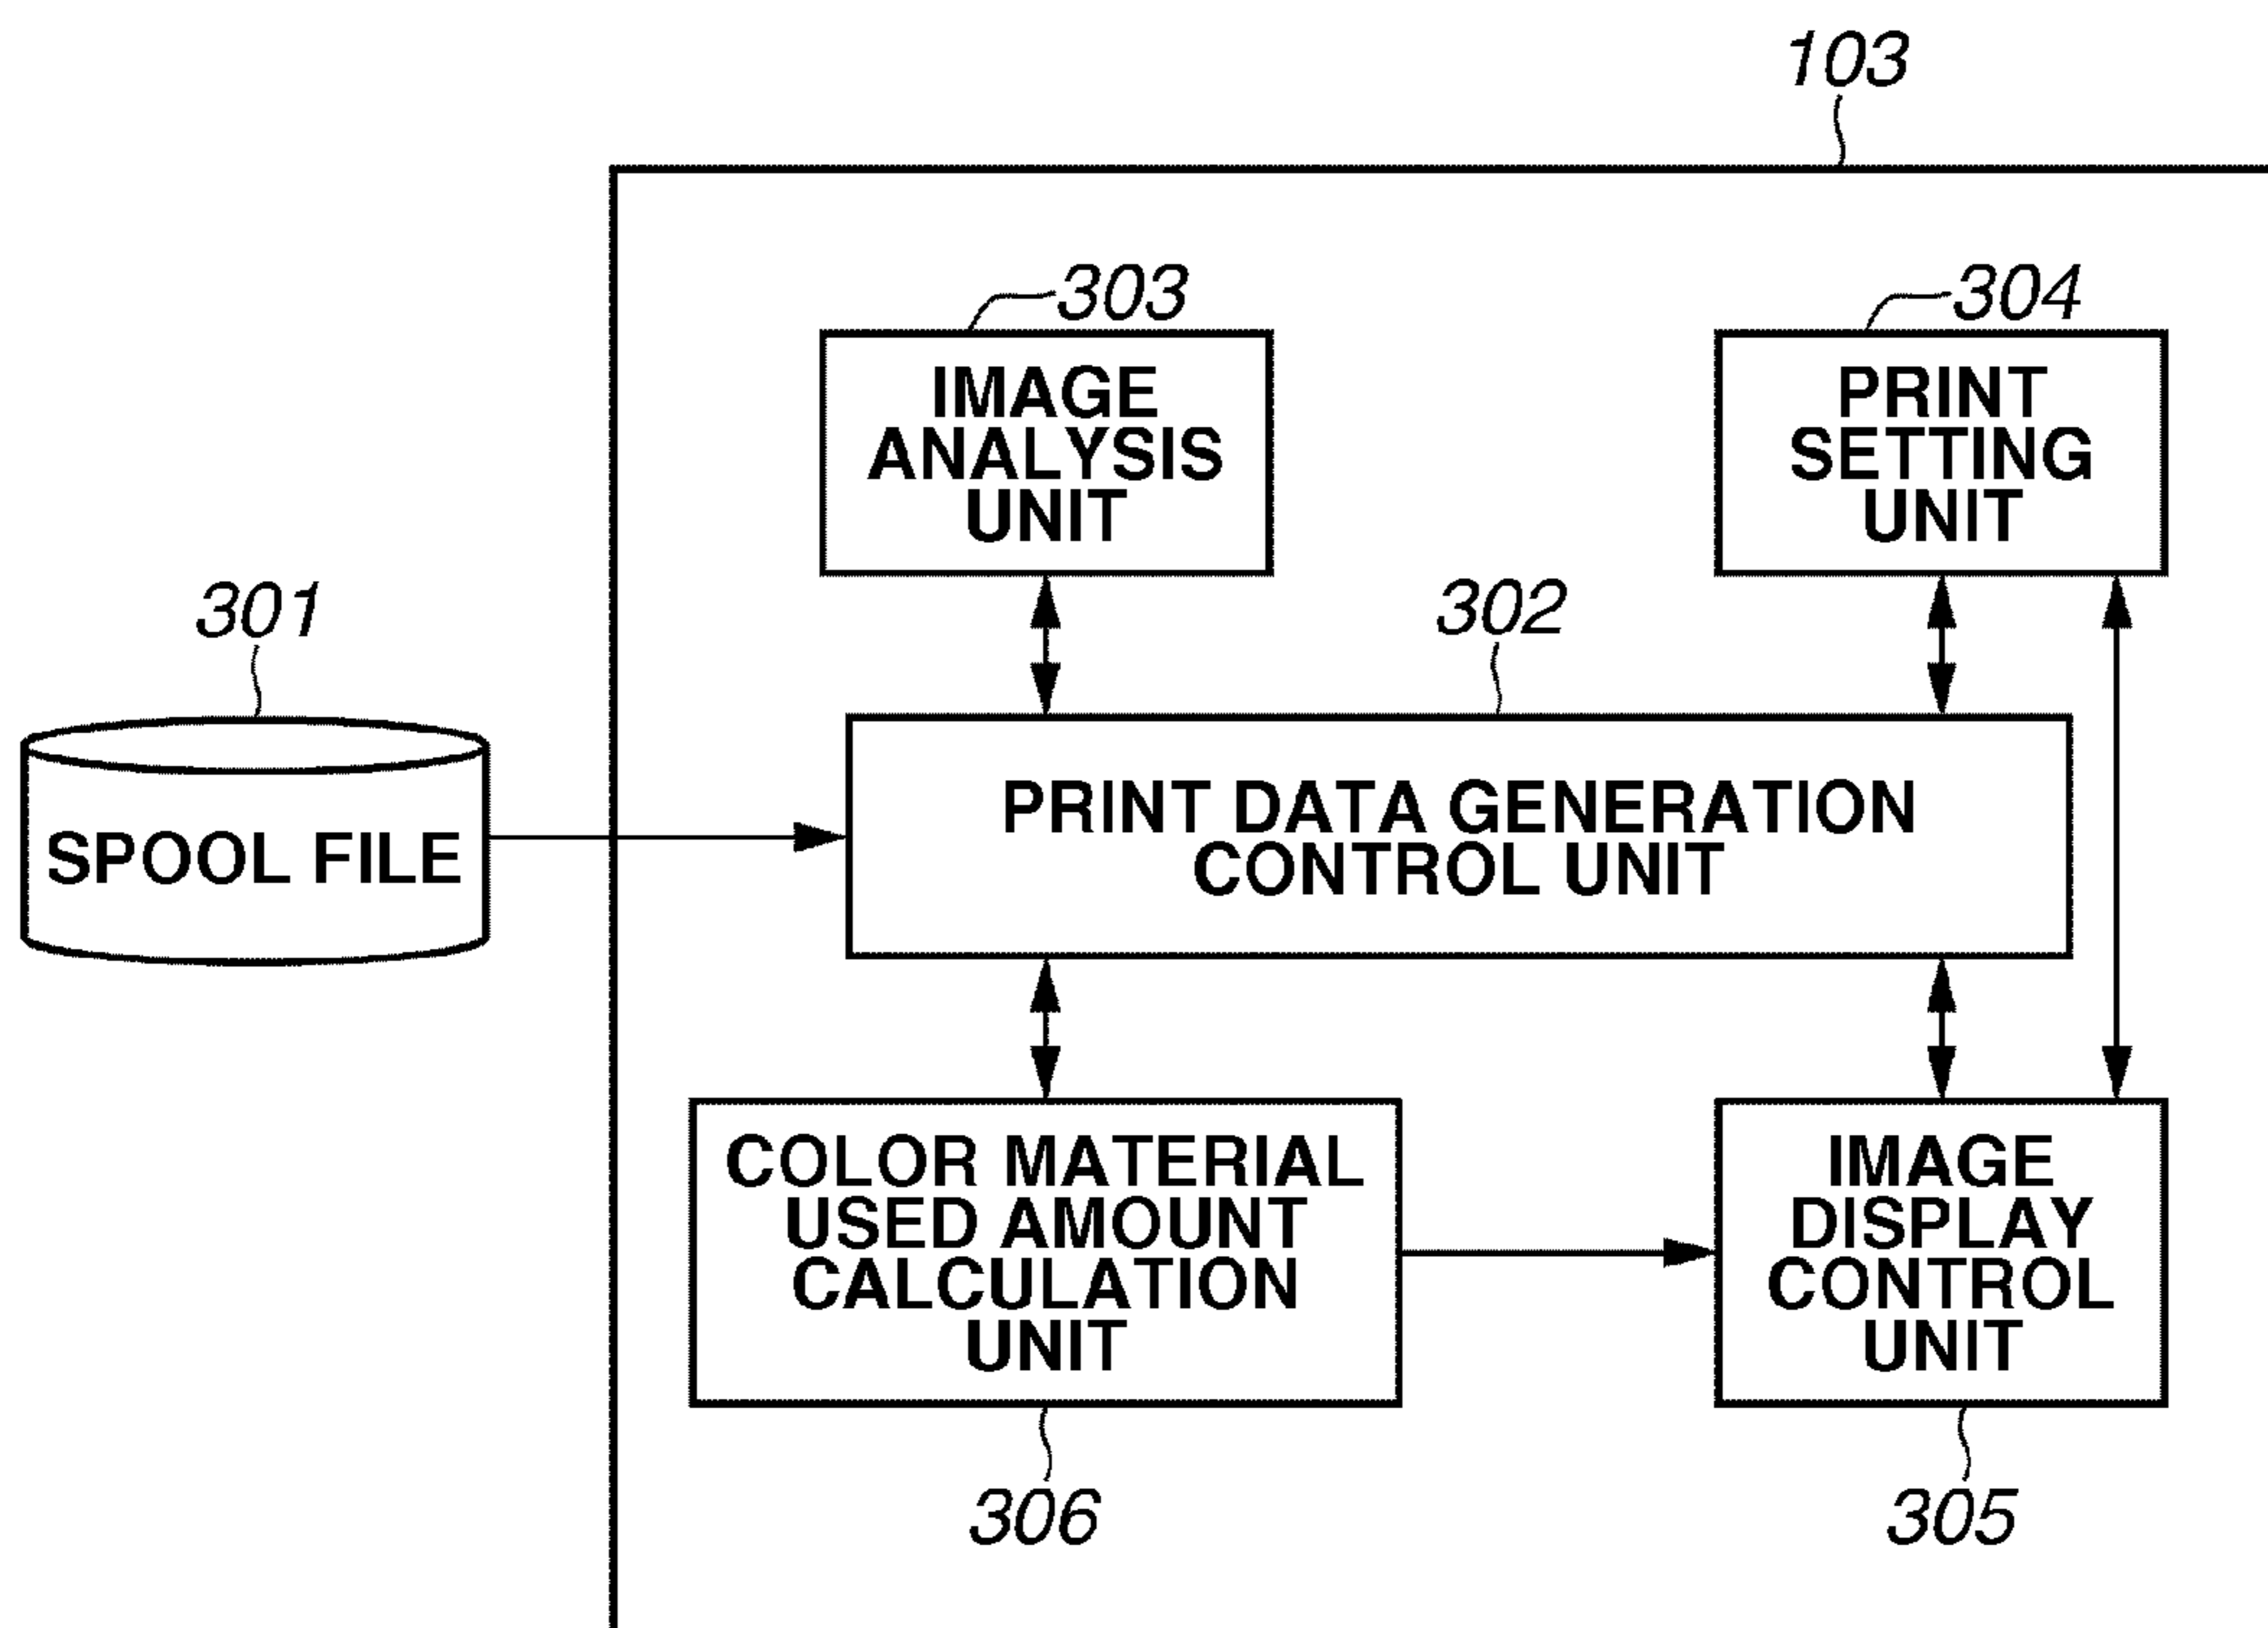 103
303
304
IMAGE
ANALYSIS
UNIT
PRINT
SETTING
UNIT
301
302
SPOOL FILE
PRINT DATA GENERATION
CONTROL UNIT
COLOR MATERIAL
USED AMOUNT
CALCULATION
UNIT
IMAGE
DISPLAY
CONTROL
UNIT
306
305